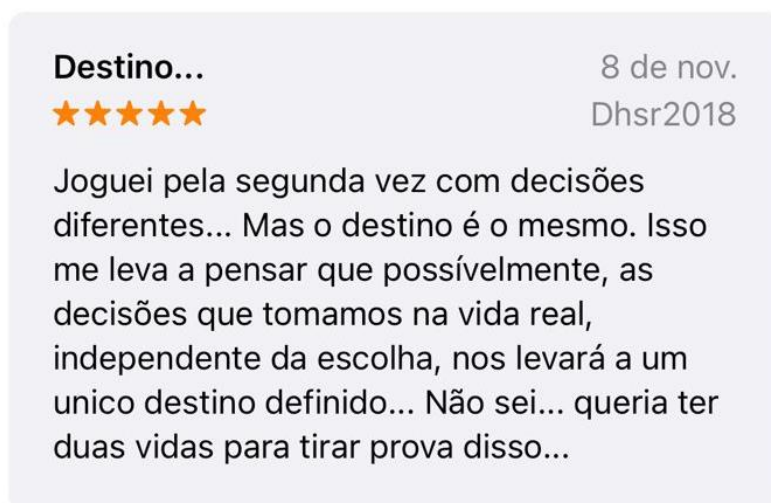 Destino...
8 de nov.
Dhsr2018
Joguei pela segunda vez com decisões
diferentes... Mas o destino é o mesmo. Isso
me leva a pensar que possívelmente, as
decisões que tomamos na vida real,
independente da escolha, nos levará a um
unico destino definido... Não sei... queria ter
duas vidas para tirar prova disso...